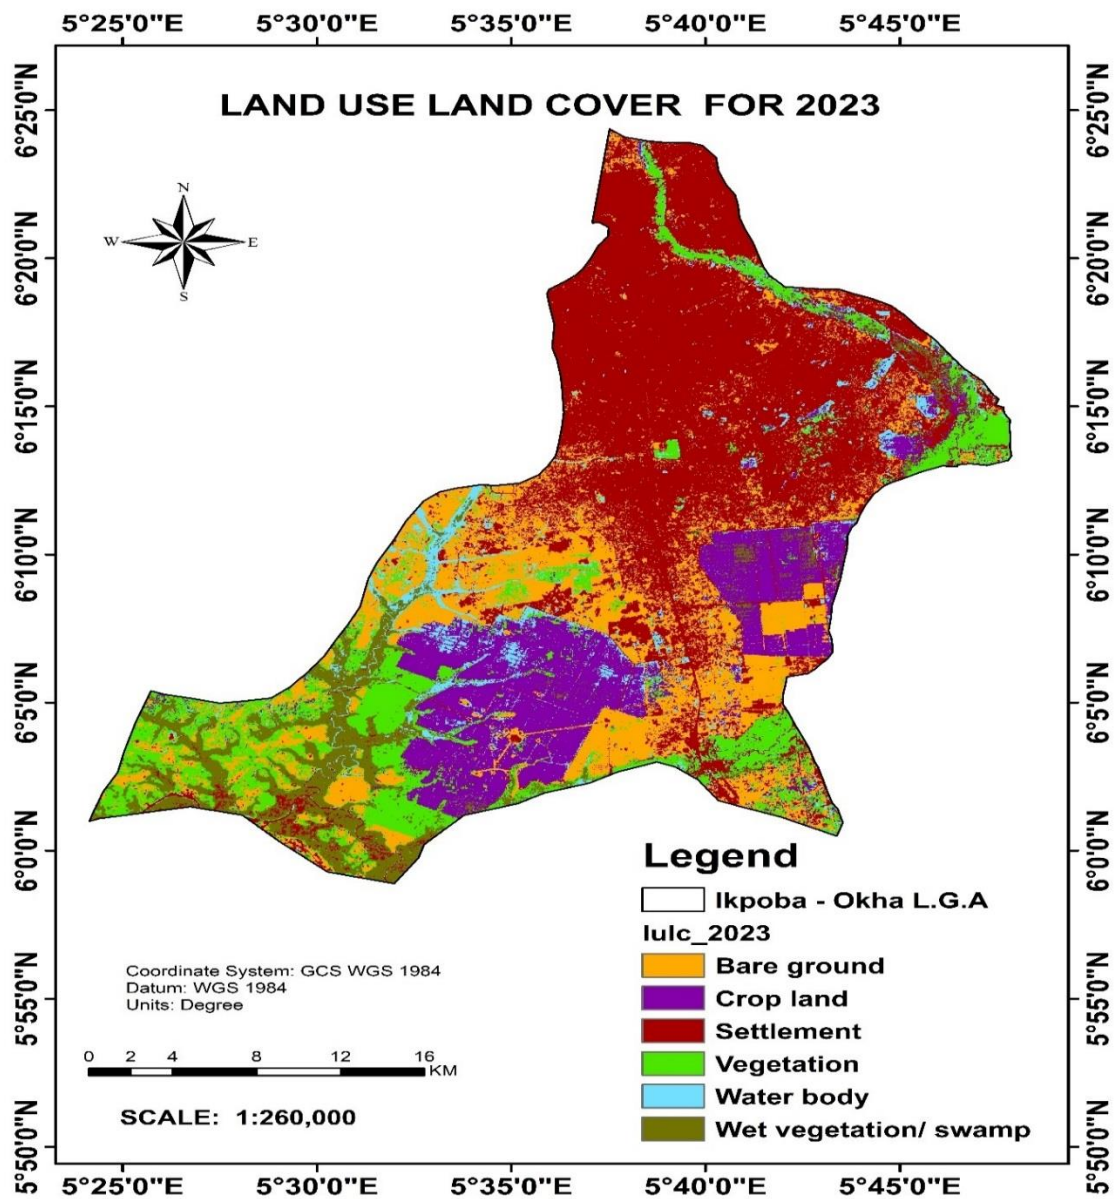 5°25'0"E 5°30'0"E 5°35'0"E 5°40'0"E 5°45'0"E
LAND USE LAND COVER FOR 2023
N
W E
S
6°25'0"N 6°25'0"N
6°20'0"N 6°20'0"N
6°15'0"N 6°15'0"N
6°10'0"N 6°10'0"N
6°5'0"N 6°5'0"N
6°0'0"N 6°0'0"N
5°55'0"N 5°55'0"N
5°50'0"N 5°50'0"N
Legend
Ikpoba - Okha L.G.A
lulc_2023
Bare ground
Crop land
Settlement
Vegetation
Water body
Wet vegetation/ swamp
Coordinate System: GCS WGS 1984
Datum: WGS 1984
Units: Degree
0 2 4 8 12 16
KM
SCALE: 1:260,000
5°25'0"E 5°30'0"E 5°35'0"E 5°40'0"E 5°45'0"E